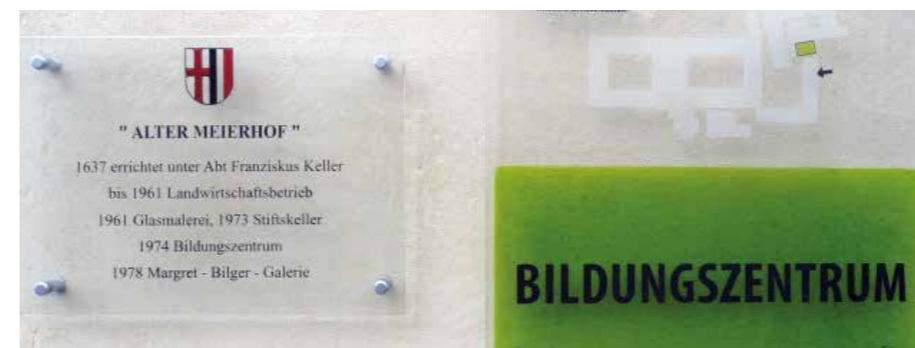 " ALTER MEIERHOF "
1637 errichtet unter Abt Franziskus Keller
bis 1961 Landwirtschaftsbetrieb
1961 Glasmalerei, 1973 Stiftskeller
1974 Bildungszentrum
1978 Margret - Bilger - Galerie
BILDUNGSZENTRUM